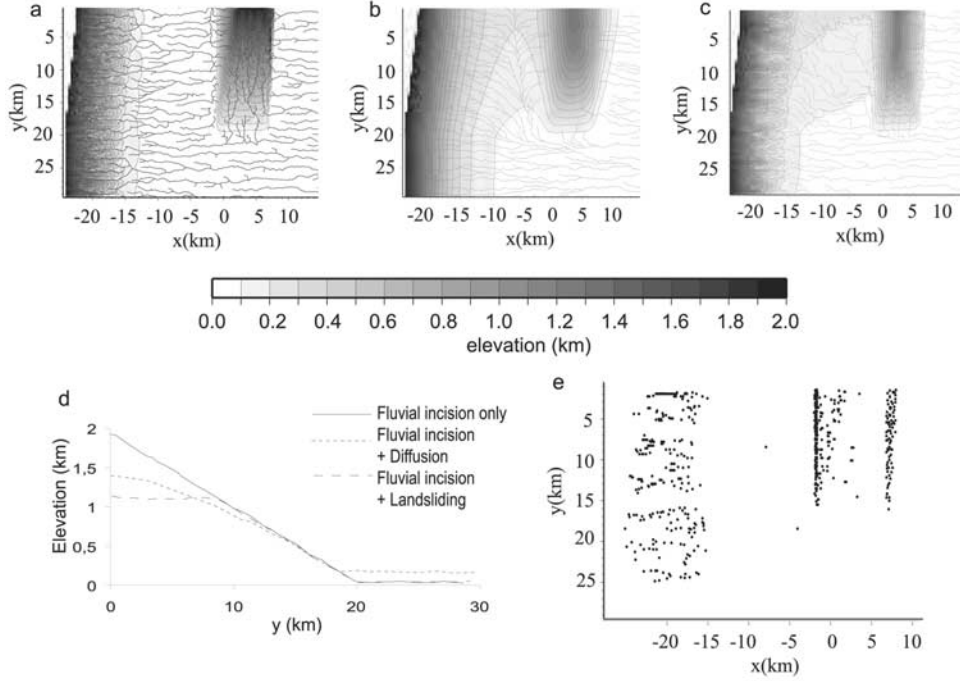 a
b
c
5
10
15
20
25
y(km)
-20 -15 -10 -5 0 5 10
x(km)
5
10
15
20
25
y(km)
-20 -15 -10 -5 0 5 10
x(km)
5
10
15
20
25
y(km)
-20 -15 -10 -5 0 5 10
x(km)
0.0 0.2 0.4 0.6 0.8 1.0 1.2 1.4 1.6 1.8 2.0
elevation (km)
d
Fluvial incision only
Fluvial incision
+ Diffusion
Fluvial incision
+ Landsliding
2
1,5
1
0,5
0
Elevation (km)
0 10 20 30
y (km)
e
5
10
15
20
25
y(km)
-20 -15 -10 -5 0 5 10
x(km)